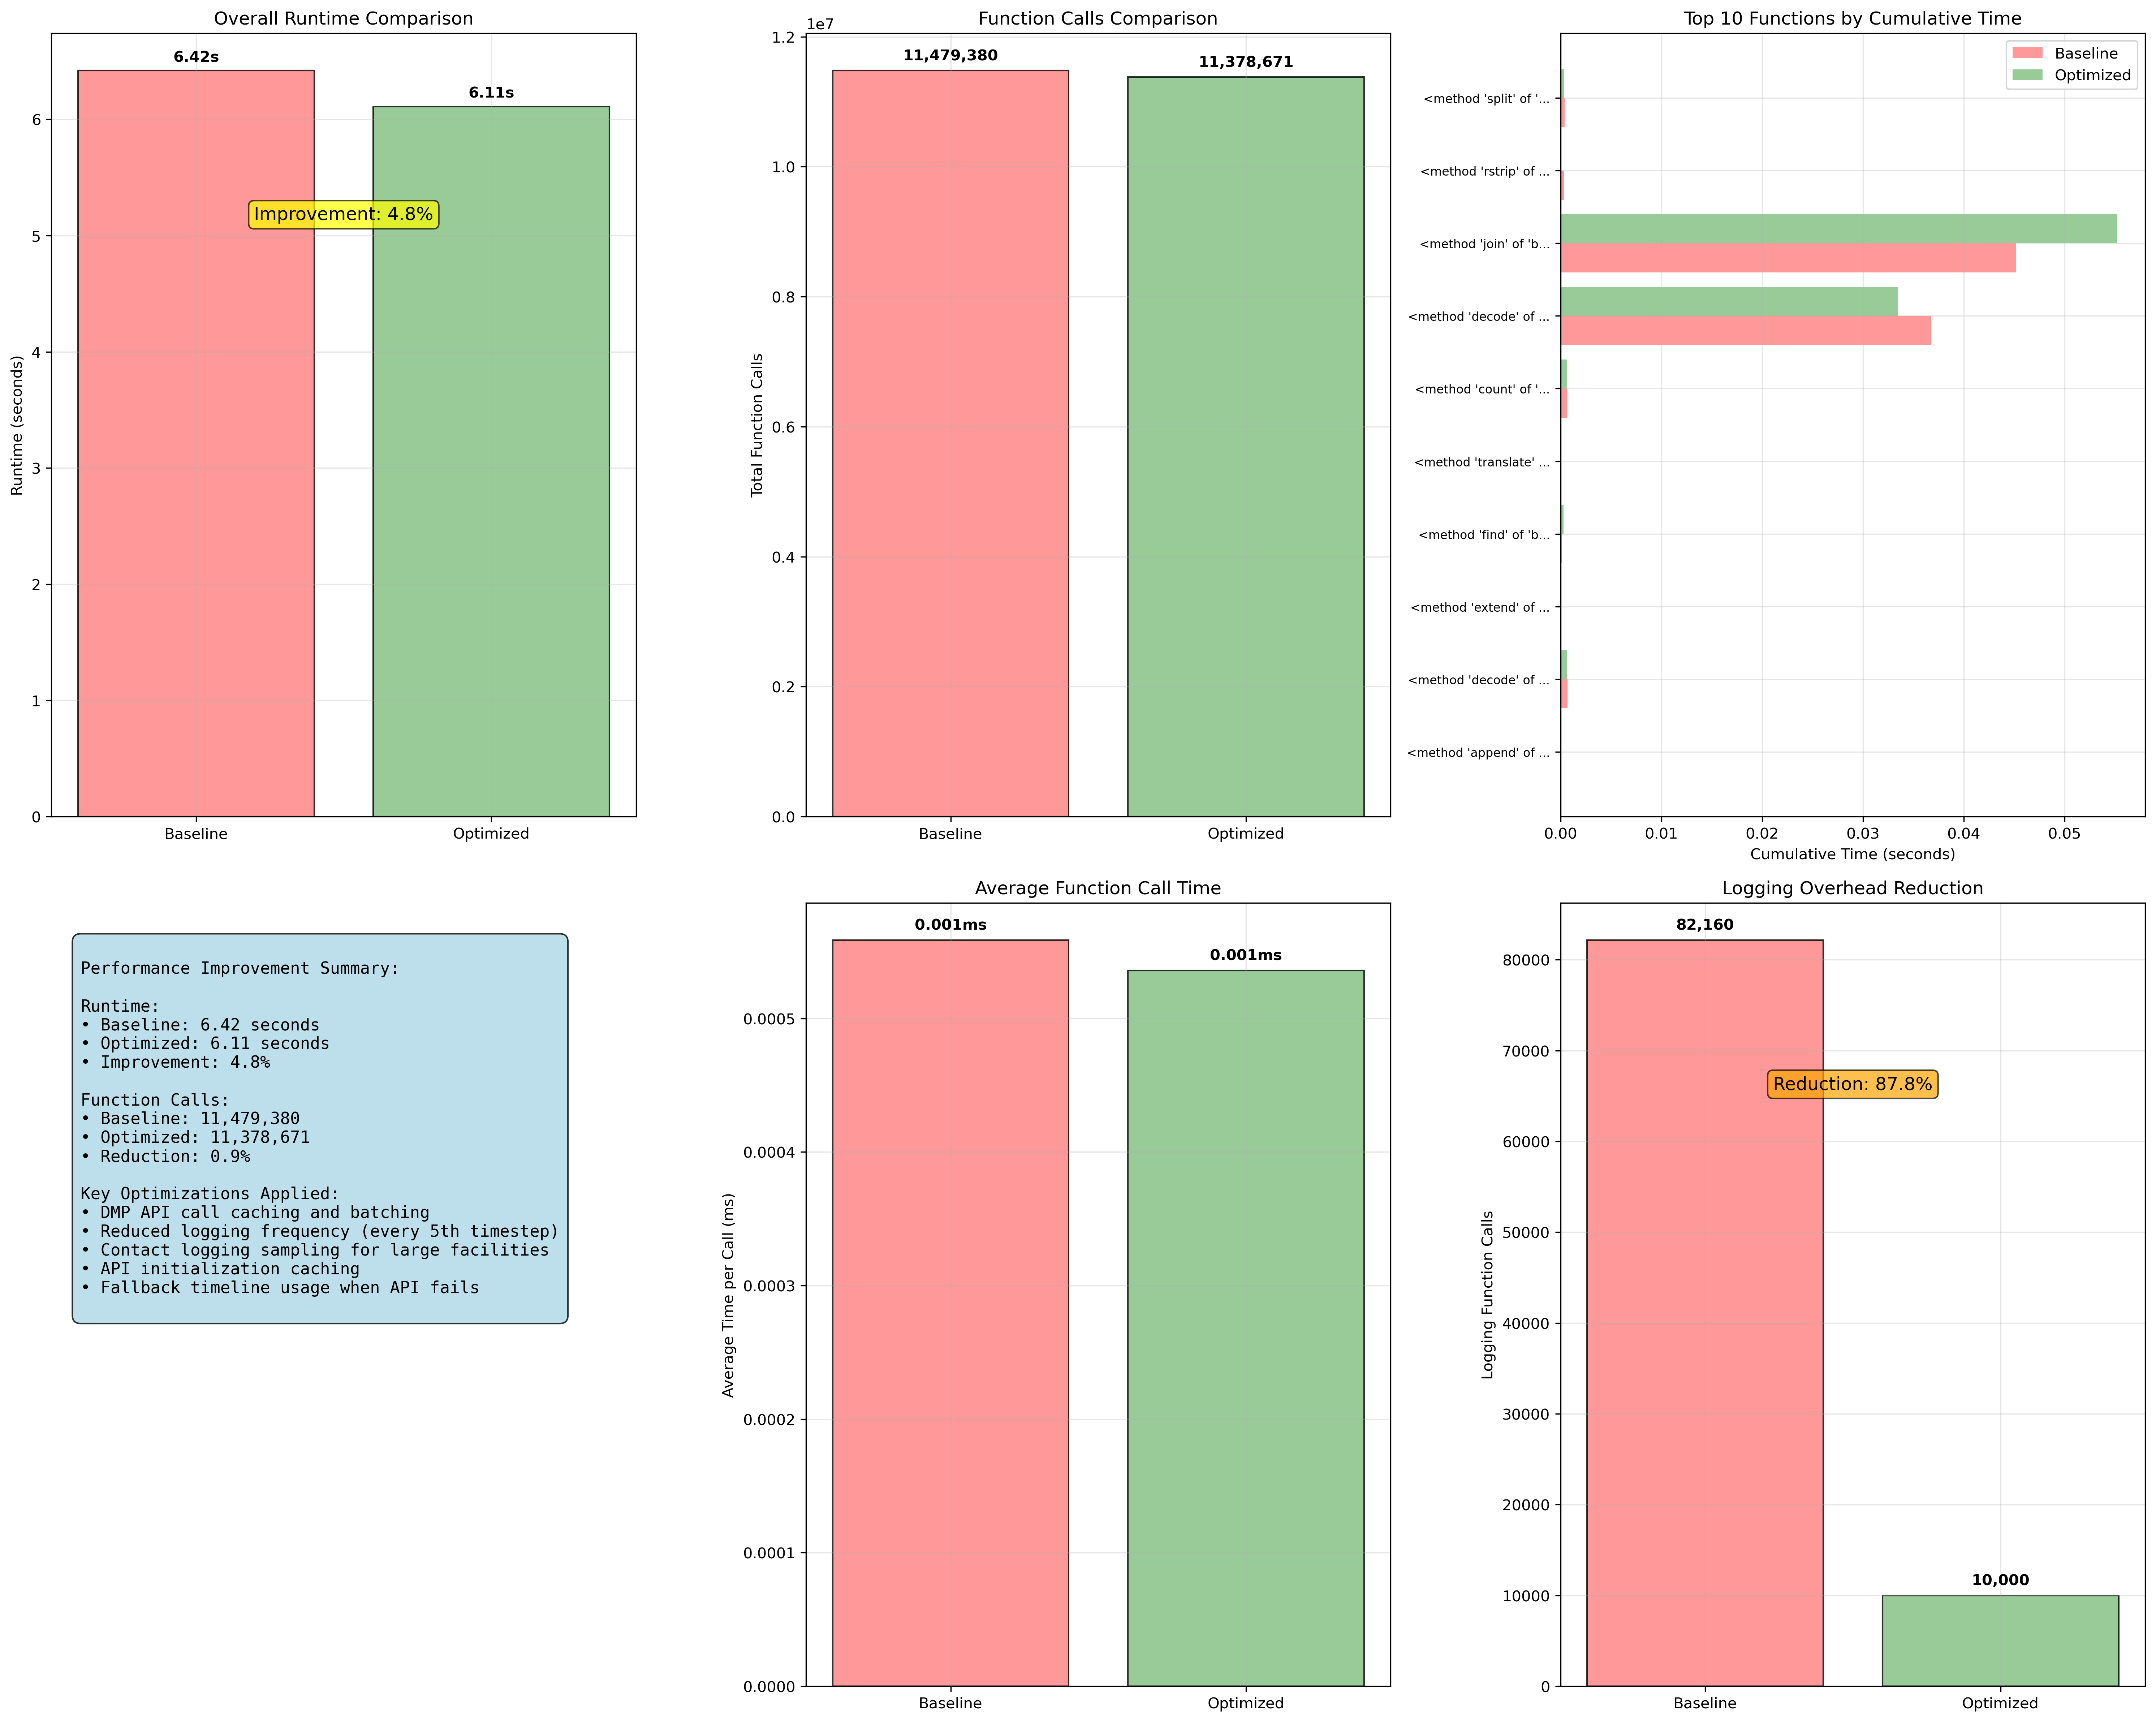 Overall Runtime Comparison
Runtime (seconds)
6
5
4
3
2
1
0
6.42s
6.11s
Improvement: 4.8%
Baseline
Optimized
Function Calls Comparison
1e7
Total Function Calls
1.2
1.0
0.8
0.6
0.4
0.2
0.0
11,479,380
11,378,671
Baseline
Optimized
Top 10 Functions by Cumulative Time
Baseline
Optimized
<method 'split' of '...
<method 'rstrip' of ...
<method 'join' of 'b...
<method 'decode' of ...
<method 'count' of '...
<method 'translate' ...
<method 'find' of 'b...
<method 'extend' of ...
<method 'decode' of ...
<method 'append' of ...
0.00 0.01 0.02 0.03 0.04 0.05
Cumulative Time (seconds)
Performance Improvement Summary:
Runtime:
• Baseline: 6.42 seconds
• Optimized: 6.11 seconds
• Improvement: 4.8%
Function Calls:
• Baseline: 11,479,380
• Optimized: 11,378,671
• Reduction: 0.9%
Key Optimizations Applied:
• DMP API call caching and batching
• Reduced logging frequency (every 5th timestep)
• Contact logging sampling for large facilities
• API initialization caching
• Fallback timeline usage when API fails
Average Function Call Time
Average Time per Call (ms)
0.0005
0.0004
0.0003
0.0002
0.0001
0.0000
0.001ms
0.001ms
Baseline
Optimized
Logging Overhead Reduction
Logging Function Calls
80000
70000
60000
50000
40000
30000
20000
10000
0
82,160
Reduction: 87.8%
10,000
Baseline
Optimized